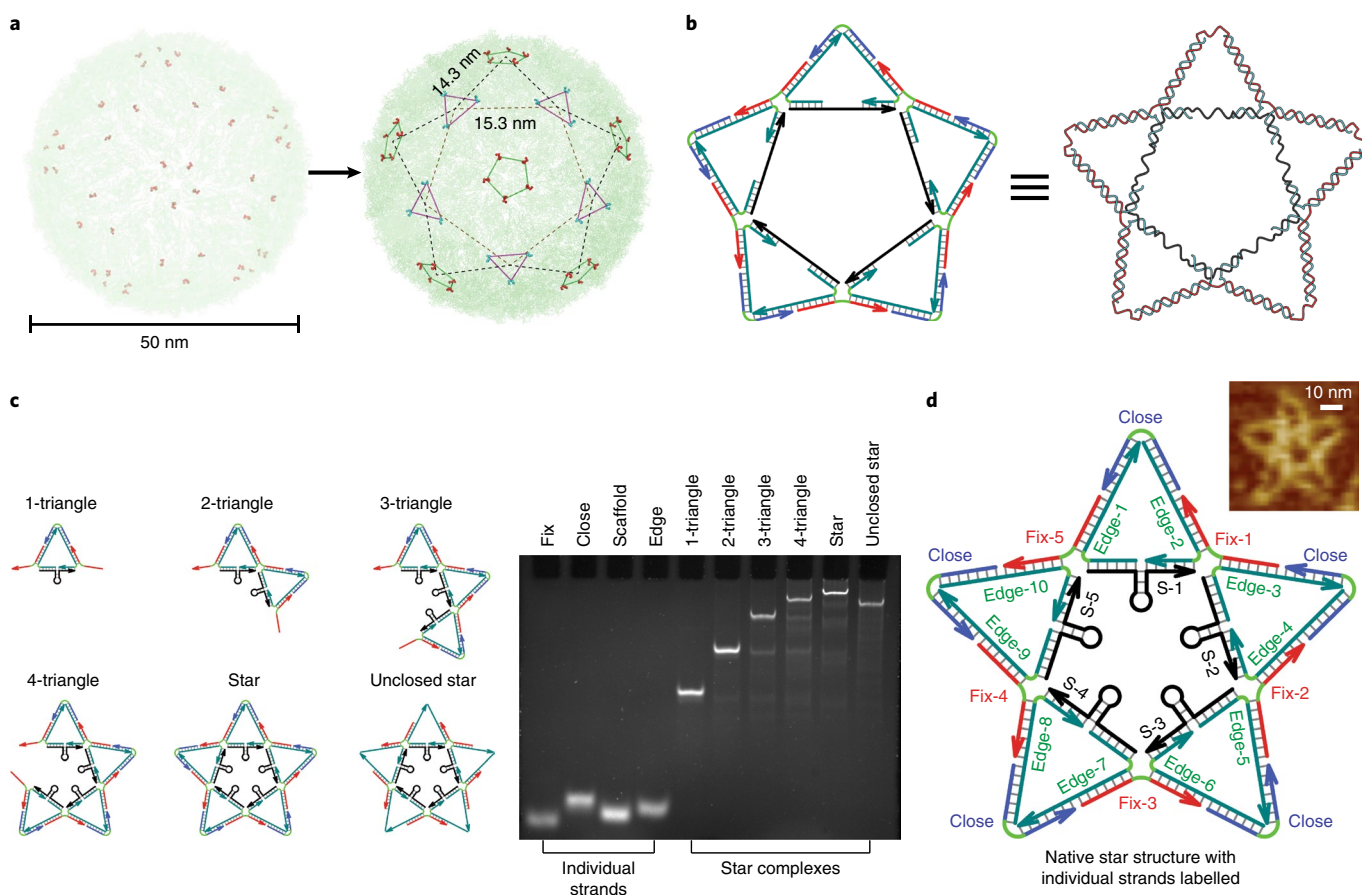 a
14.3 nm
15.3 nm
50 nm
b
c
1-triangle
2-triangle
3-triangle
4-triangle
Star
Unclosed star
Fix
Close
Scaffold
Edge
1-triangle
2-triangle
3-triangle
4-triangle
Star
Unclosed star
Individual
strands
Star complexes
d
10 nm
Close
Edge-1
Edge-2
Fix-5
Fix-1
Close
Close
Edge-10
S-1
Edge-3
S-5
Edge-9
Edge-4
S-2
Fix-4
Fix-2
S-4
S-3
Edge-8
Edge-5
Edge-7
Edge-6
Fix-3
Close
Close
Native star structure with
individual strands labelled